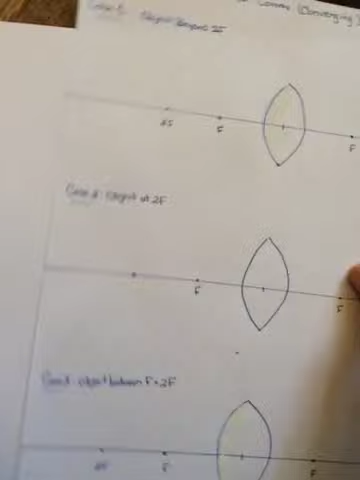 Convex (Converging)
Case 1: Object beyond 2F
2F F F
Case 2: Object at 2F
F F
Case 3: object between F + 2F
2F F F